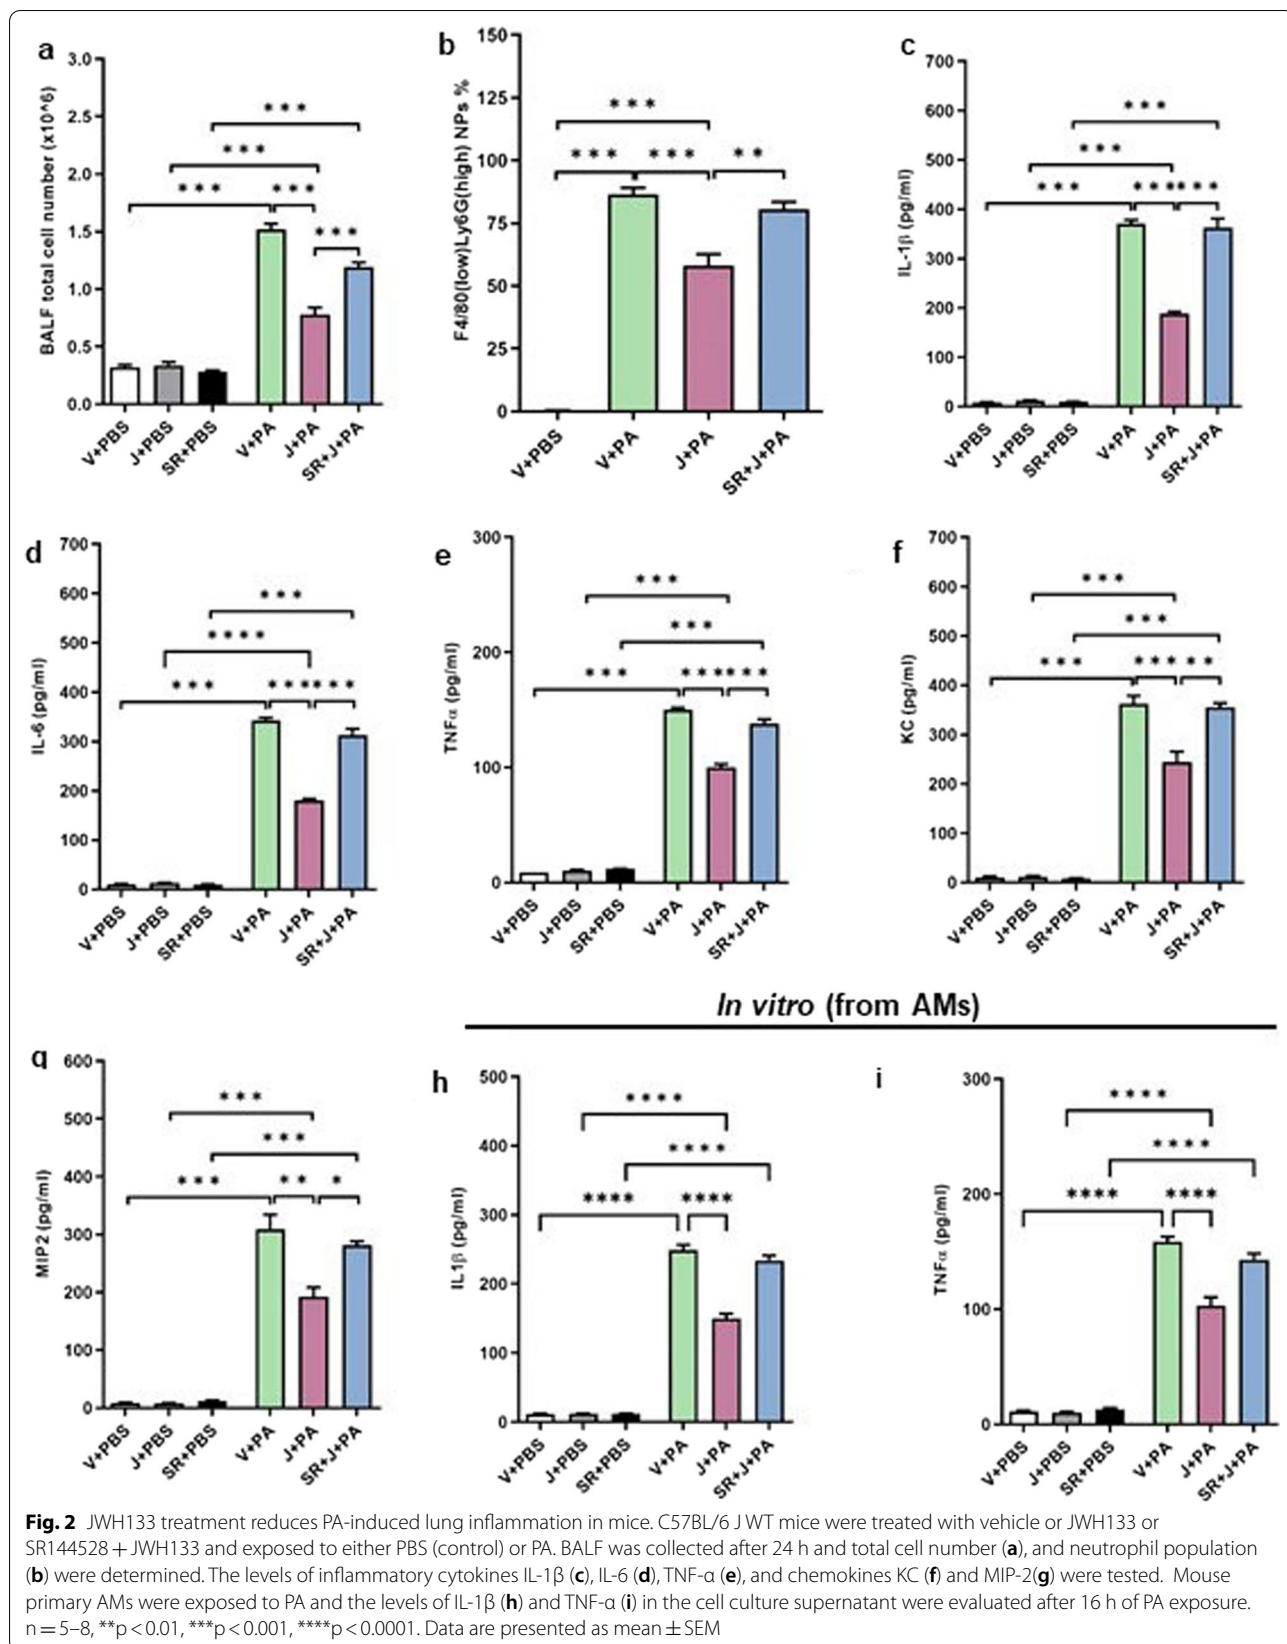 a
BALF total cell number (x10^6)
3.0
2.5
2.0
1.5
1.0
0.5
0.0
*** *** *** *** ***
V+PBS J+PBS SR+PBS V+PA J+PA SR+J+PA
b
F4/80(low)Ly6G(high) NPs %
150
125
100
75
50
25
0
***
*** *** **
V+PBS V+PA J+PA SR+J+PA
c
IL-1β (pg/ml)
700
600
500
400
300
200
100
0
***
***
*** *** ***
V+PBS J+PBS SR+PBS V+PA J+PA SR+J+PA
d
IL-6 (pg/ml)
700
600
500
400
300
200
100
0
***
****
*** *** ***
V+PBS J+PBS SR+PBS V+PA J+PA SR+J+PA
e
TNFα (pg/ml)
300
200
100
0
***
***
*** *** ***
V+PBS J+PBS SR+PBS V+PA J+PA SR+J+PA
f
KC (pg/ml)
700
600
500
400
300
200
100
0
***
***
*** *** **
V+PBS J+PBS SR+PBS V+PA J+PA SR+J+PA
In vitro (from AMs)
g
MIP2 (pg/ml)
600
500
400
300
200
100
0
***
***
*** ** *
V+PBS J+PBS SR+PBS V+PA J+PA SR+J+PA
h
IL1β (pg/ml)
500
400
300
200
100
0
****
****
**** ****
V+PBS J+PBS SR+PBS V+PA J+PA SR+J+PA
i
TNFα (pg/ml)
300
200
100
0
****
****
**** ****
V+PBS J+PBS SR+PBS V+PA J+PA SR+J+PA
Fig. 2 JWH133 treatment reduces PA-induced lung inflammation in mice. C57BL/6 J WT mice were treated with vehicle or JWH133 or
SR144528 + JWH133 and exposed to either PBS (control) or PA. BALF was collected after 24 h and total cell number (a), and neutrophil population
(b) were determined. The levels of inflammatory cytokines IL-1β (c), IL-6 (d), TNF-α (e), and chemokines KC (f) and MIP-2(g) were tested. Mouse
primary AMs were exposed to PA and the levels of IL-1β (h) and TNF-α (i) in the cell culture supernatant were evaluated after 16 h of PA exposure.
n = 5–8, **p < 0.01, ***p < 0.001, ****p < 0.0001. Data are presented as mean ± SEM